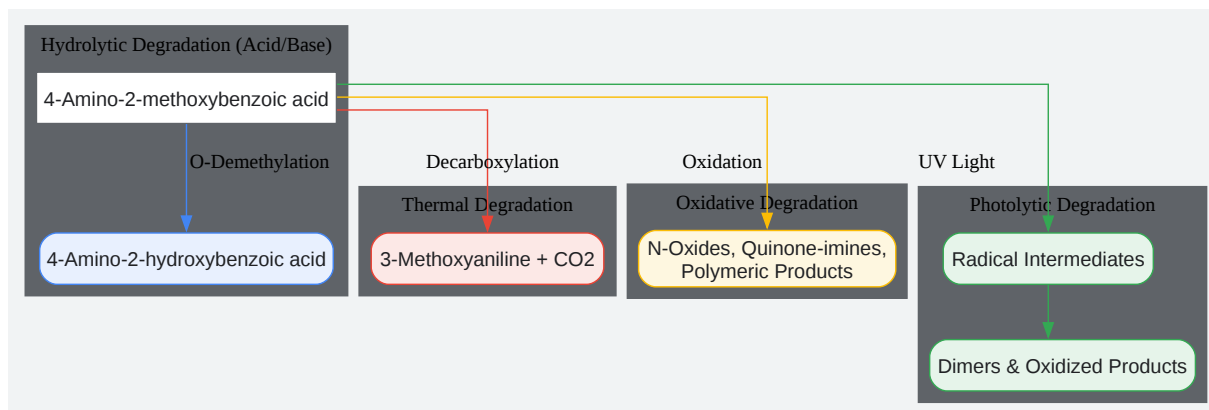 Hydrolytic Degradation (Acid/Base)
4-Amino-2-methoxybenzoic acid
O-Demethylation
Decarboxylation
Oxidation
UV Light
Thermal Degradation
Oxidative Degradation
Photolytic Degradation
4-Amino-2-hydroxybenzoic acid
3-Methoxyaniline + CO2
N-Oxides, Quinone-imines,
Polymeric Products
Radical Intermediates
Dimers & Oxidized Products